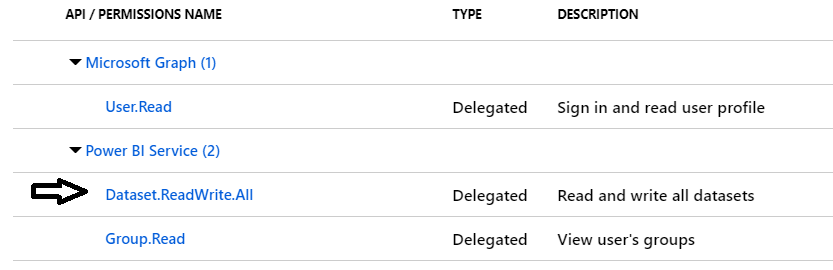 API / PERMISSIONS NAME TYPE DESCRIPTION
Microsoft Graph (1)
User.Read Delegated Sign in and read user profile
Power BI Service (2)
Dataset.ReadWrite.All Delegated Read and write all datasets
Group.Read Delegated View user's groups